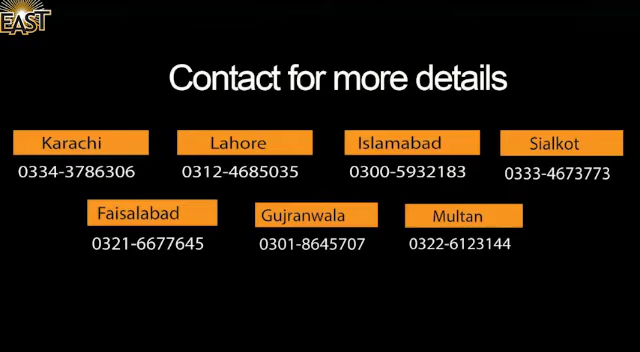 EAST
Contact for more details
Karachi
0334-3786306
Lahore
0312-4685035
Islamabad
0300-5932183
Sialkot
0333-4673773
Faisalabad
0321-6677645
Gujranwala
0301-8645707
Multan
0322-6123144